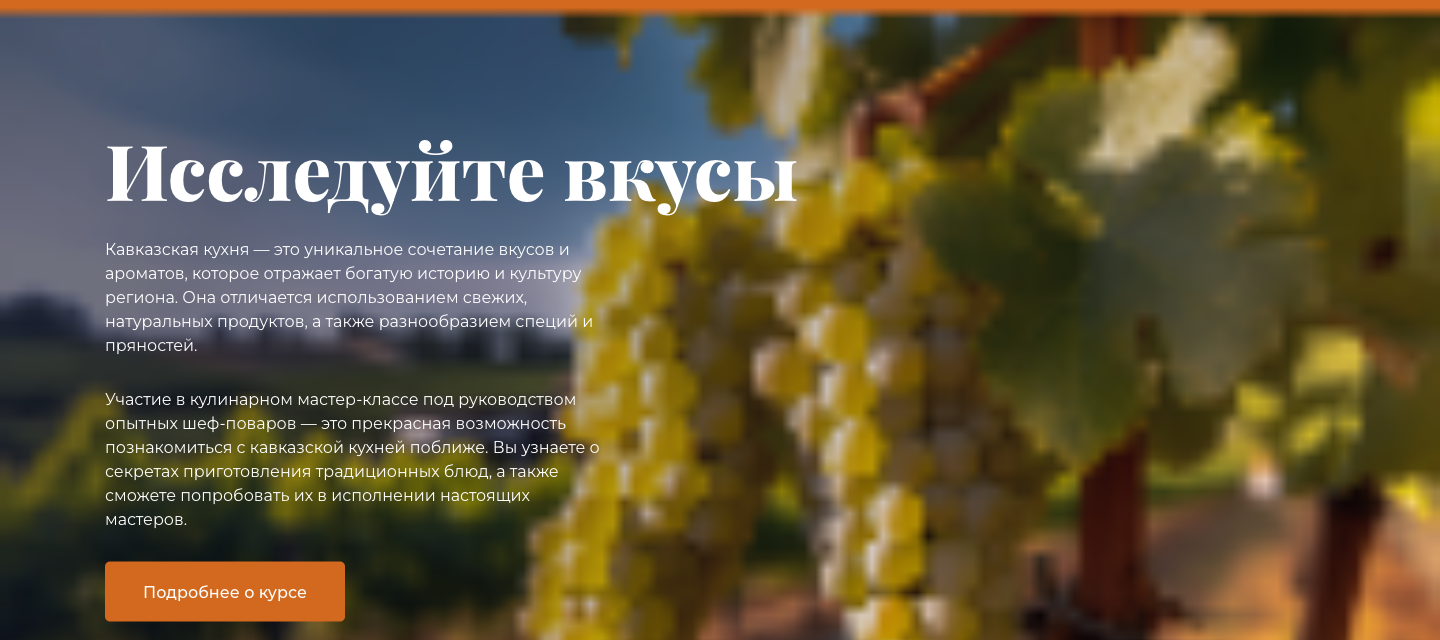 Исследуйте вкусы
Кавказская кухня — это уникальное сочетание вкусов и
ароматов, которое отражает богатую историю и культуру
региона. Она отличается использованием свежих,
натуральных продуктов, а также разнообразием специй и
пряностей.
Участие в кулинарном мастер-классе под руководством
опытных шеф-поваров — это прекрасная возможность
познакомиться с кавказской кухней поближе. Вы узнаете о
секретах приготовления традиционных блюд, а также
сможете попробовать их в исполнении настоящих
мастеров.
Подробнее о курсе